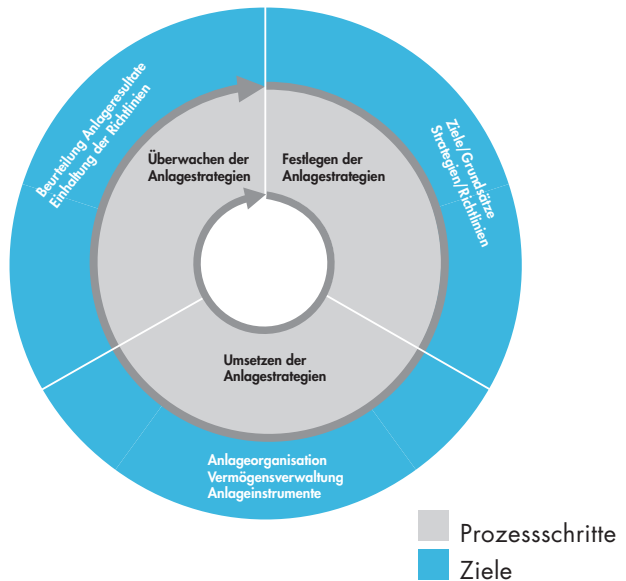 Beurteilung Anlageresultate
Einhaltung der Richtlinien
Ziele/Grundsätze
Strategien/Richtlinien
Überwachen der
Anlagestrategien
Festlegen der
Anlagestrategien
Umsetzen der
Anlagestrategien
Anlageorganisation
Vermögensverwaltung
Anlageinstrumente
Prozessschritte
Ziele